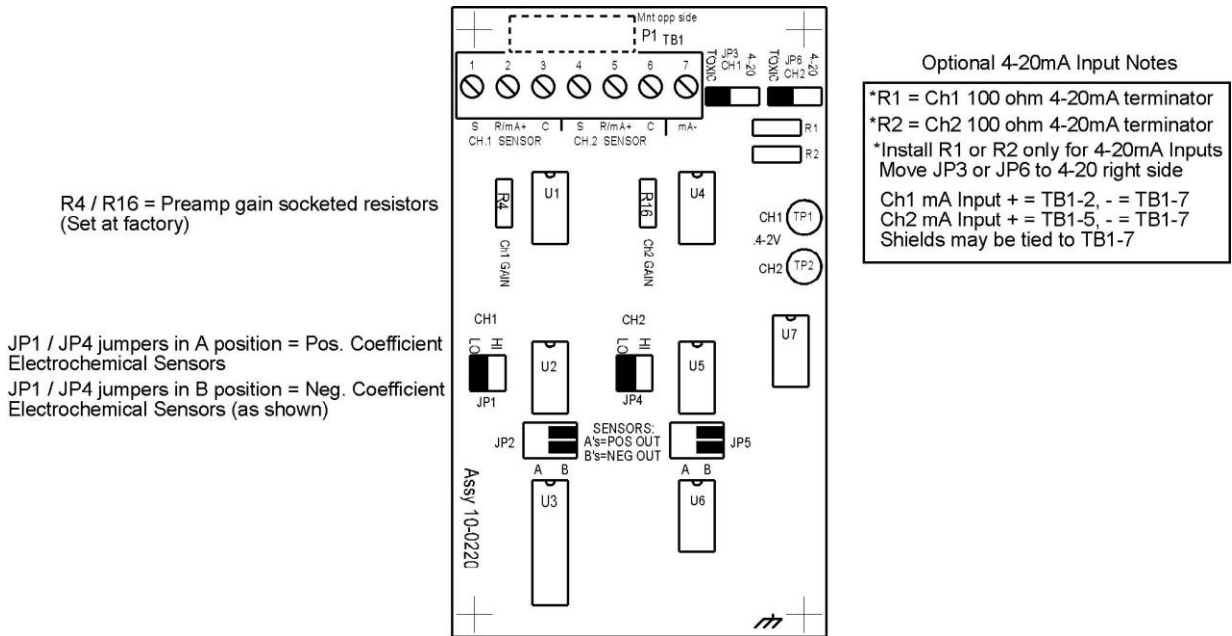 Mnt opp side
P1 TB1
1 2 3 4 5 6 7
TOXIC JP3 CH1 4-20
TOXIC JP6 CH2 4-20
S R/mA+ C S R/mA+ C mA-
CH.1 SENSOR CH.2 SENSOR
R1
R2
Optional 4-20mA Input Notes
*R1 = Ch1 100 ohm 4-20mA terminator
*R2 = Ch2 100 ohm 4-20mA terminator
*Install R1 or R2 only for 4-20mA Inputs
Move JP3 or JP6 to 4-20 right side
Ch1 mA Input + = TB1-2, - = TB1-7
Ch2 mA Input + = TB1-5, - = TB1-7
Shields may be tied to TB1-7
R4 / R16 = Preamp gain socketed resistors
(Set at factory)
R4
Ch1 GAIN
U1
R16
Ch2 GAIN
U4
CH1 TP1
.4-2V
CH2 TP2
JP1 / JP4 jumpers in A position = Pos. Coefficient
Electrochemical Sensors
JP1 / JP4 jumpers in B position = Neg. Coefficient
Electrochemical Sensors (as shown)
CH1
LO HI
JP1
U2
CH2
LO HI
JP4
U5
U7
JP2
SENSORS:
A's=POS OUT
B's=NEG OUT
JP5
A B
A B
U3
U6
Assy 10-0220